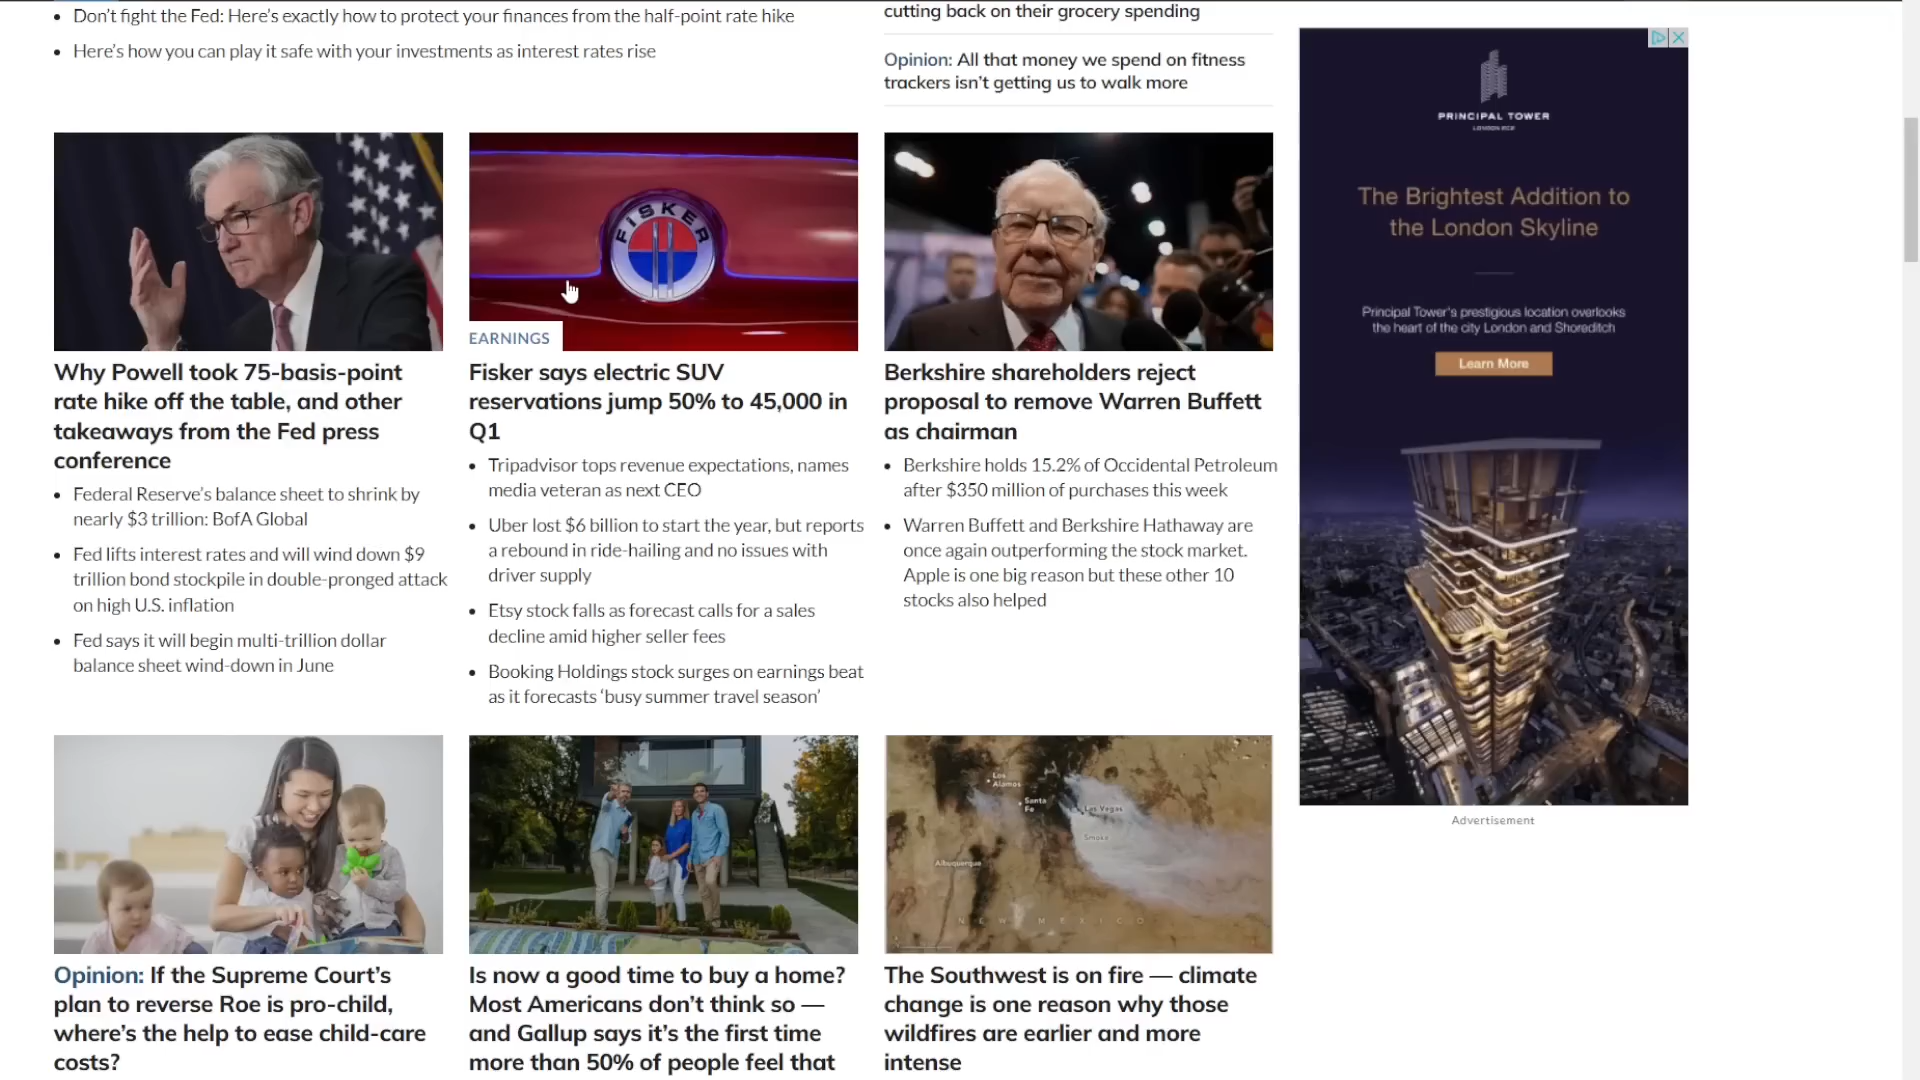 Don’t fight the Fed: Here’s exactly how to protect your finances from the half-point rate hike
Here’s how you can play it safe with your investments as interest rates rise
cutting back on their grocery spending
Opinion: All that money we spend on fitness
trackers isn’t getting us to walk more
FISKER
EARNINGS
Why Powell took 75-basis-point
rate hike off the table, and other
takeaways from the Fed press
conference
Federal Reserve’s balance sheet to shrink by
nearly $3 trillion: BofA Global
Fed lifts interest rates and will wind down $9
trillion bond stockpile in double-pronged attack
on high U.S. inflation
Fed says it will begin multi-trillion dollar
balance sheet wind-down in June
Fisker says electric SUV
reservations jump 50% to 45,000 in
Q1
Tripadvisor tops revenue expectations, names
media veteran as next CEO
Uber lost $6 billion to start the year, but reports
a rebound in ride-hailing and no issues with
driver supply
Etsy stock falls as forecast calls for a sales
decline amid higher seller fees
Booking Holdings stock surges on earnings beat
as it forecasts ‘busy summer travel season’
Berkshire shareholders reject
proposal to remove Warren Buffett
as chairman
Berkshire holds 15.2% of Occidental Petroleum
after $350 million of purchases this week
Warren Buffett and Berkshire Hathaway are
once again outperforming the stock market.
Apple is one big reason but these other 10
stocks also helped
PRINCIPAL TOWER
LONDON EC2
The Brightest Addition to
the London Skyline
Principal Tower’s prestigious location overlooks
the heart of the city London and Shoreditch
Learn More
Advertisement
Los
Alamos
Santa
Fe
Las Vegas
Smoke
Albuquerque
NEW MEXICO
Opinion: If the Supreme Court’s
plan to reverse Roe is pro-child,
where’s the help to ease child-care
costs?
Is now a good time to buy a home?
Most Americans don’t think so —
and Gallup says it’s the first time
more than 50% of people feel that
The Southwest is on fire — climate
change is one reason why those
wildfires are earlier and more
intense